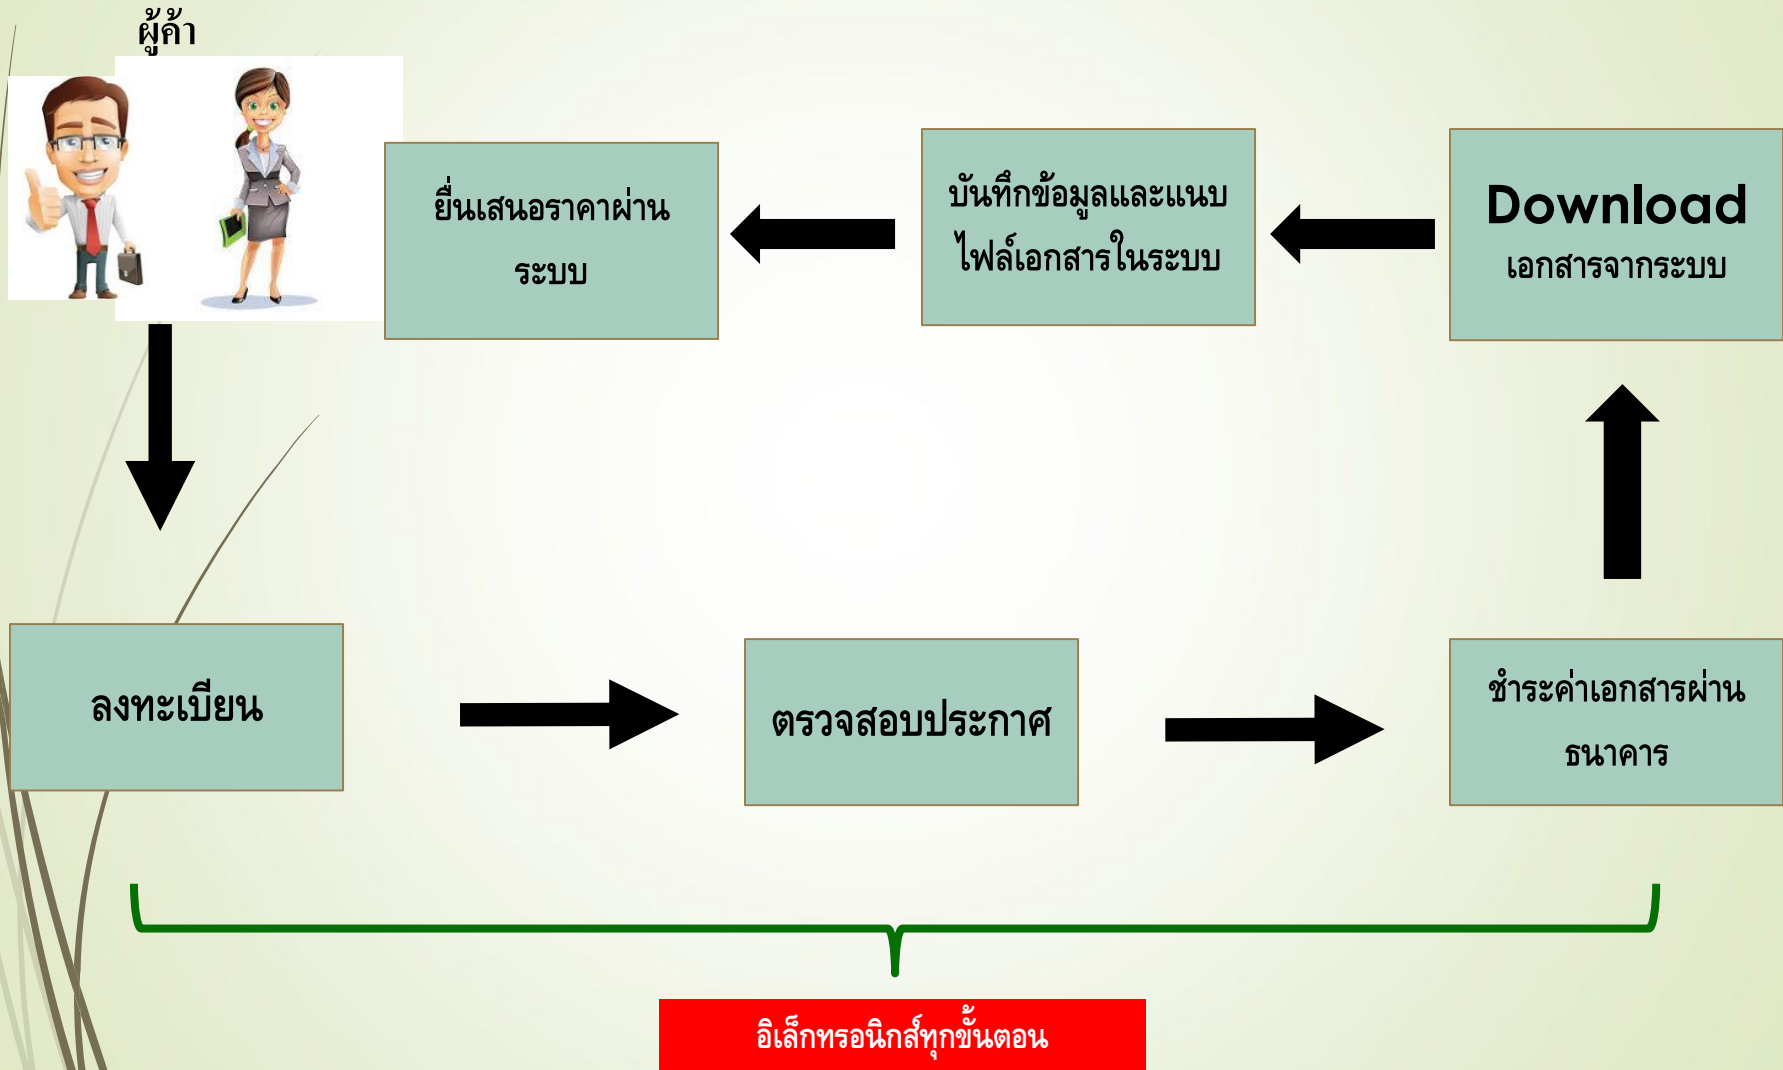 ผู้ค้า
ยื่นเสนอราคาผ่าน
ระบบ
บันทึกข้อมูลและแนบ
ไฟล์เอกสารในระบบ
Download
เอกสารจากระบบ
ลงทะเบียน
ตรวจสอบประกาศ
ชำระค่าเอกสารผ่าน
ธนาคาร
อิเล็กทรอนิกส์ทุกขั้นตอน